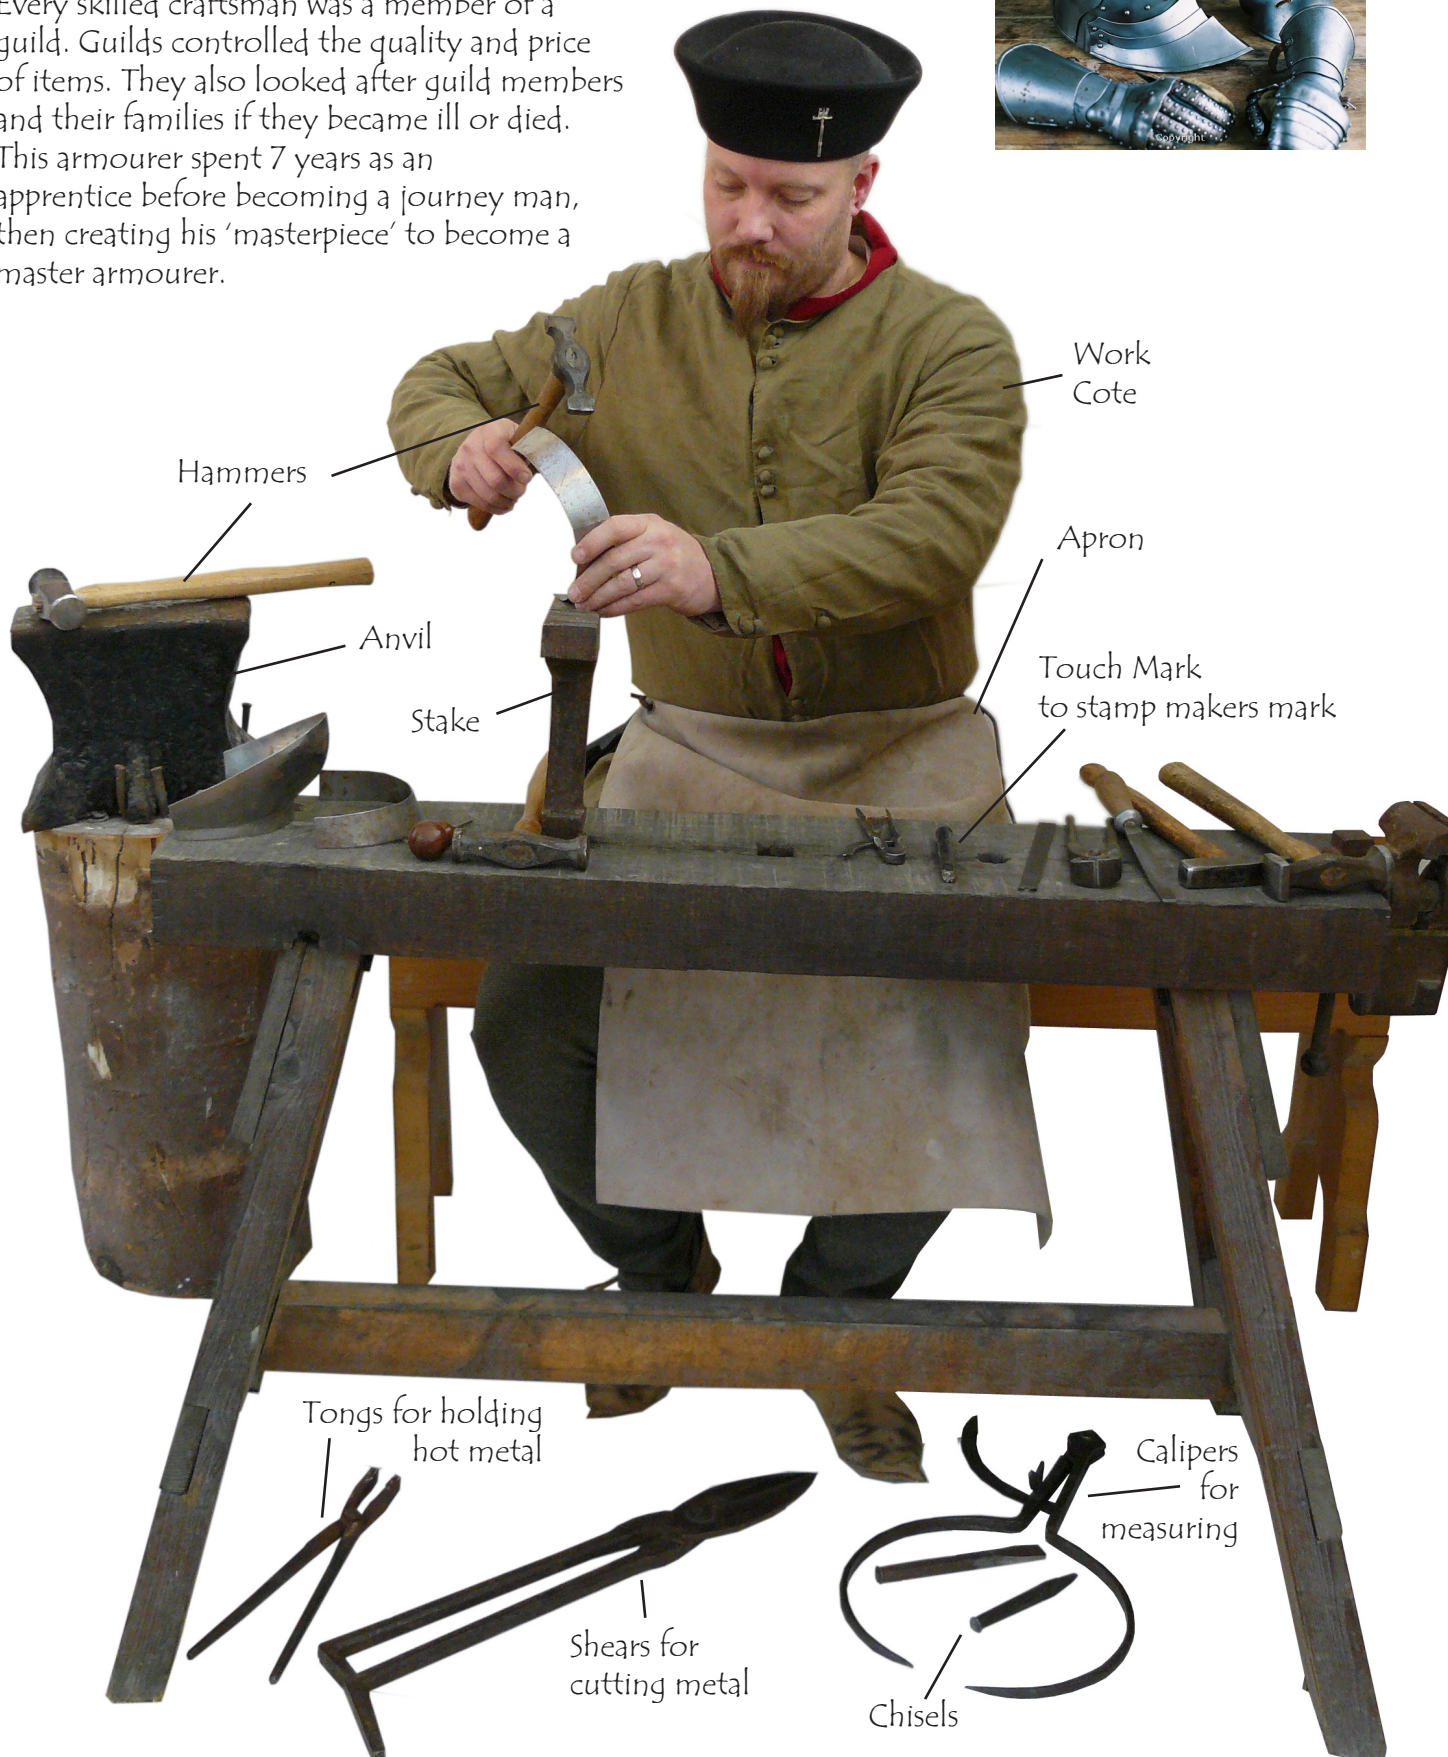 Every skilled craftsman was a member of a
guild. Guilds controlled the quality and price
of items. They also looked after guild members
and their families if they became ill or died.
This armourer spent 7 years as an
apprentice before becoming a journey man,
then creating his ‘masterpiece’ to become a
master armourer.
Copyright
Work
Cote
Hammers
Apron
Anvil
Touch Mark
to stamp makers mark
Stake
Tongs for holding
hot metal
Calipers
for
measuring
Shears for
cutting metal
Chisels